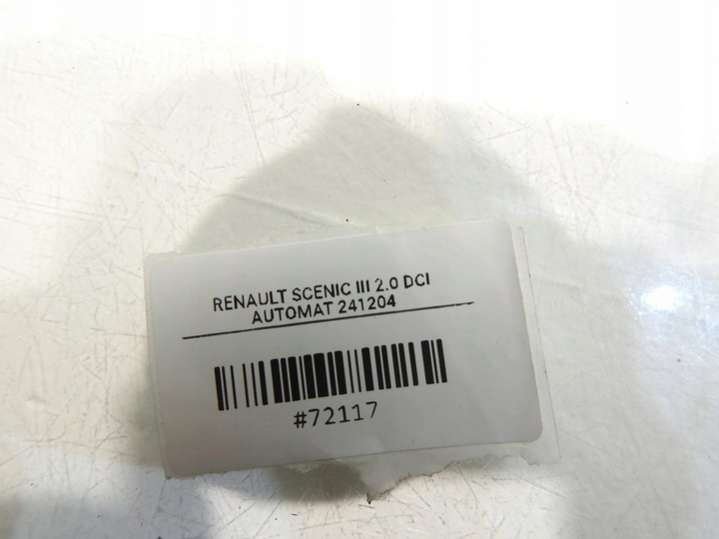 RENAULT SCENIC III 2.0 DCI
AUTOMAT 241204
#72117